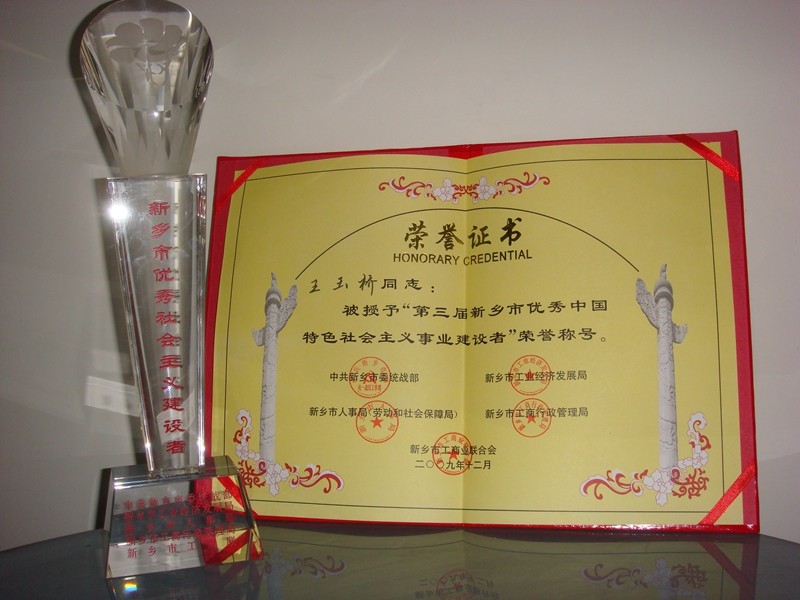 新乡市优秀社会主义建设者
荣誉证书
HONORARY CREDENTIAL
王玉桥同志：
被授予“第三届新乡市优秀中国
特色社会主义事业建设者”荣誉称号。
中共新乡市委统战部
新乡市工业经济发展局
新乡市人事局(劳动和社会保障局)
新乡市工商行政管理局
新乡市工商业联合会
二〇〇九年十二月